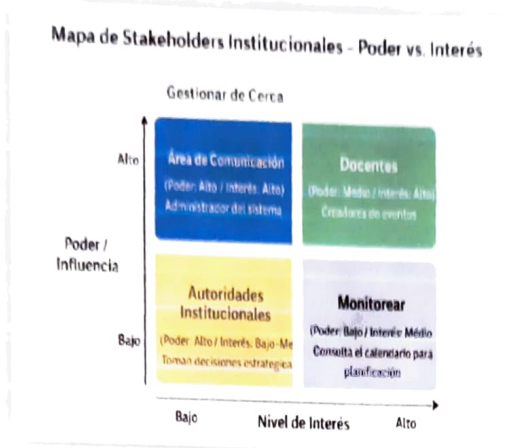 Mapa de Stakeholders Institucionales - Poder vs. Interés
Gestionar de Cerca
Alto
Área de Comunicación
(Poder: Alto / Interés: Alto)
Administrador del sistema
Docentes
(Poder: Medio / Interés: Alto)
Creadores de eventos
Poder /
Influencia
Autoridades
Institucionales
(Poder: Alto / Interés: Bajo-Me
Toman decisiones estrategica
Monitorear
(Poder: Bajo / Interés: Médio
Consulta el calendario para
planificación
Bajo
Bajo
Nivel de Interés
Alto